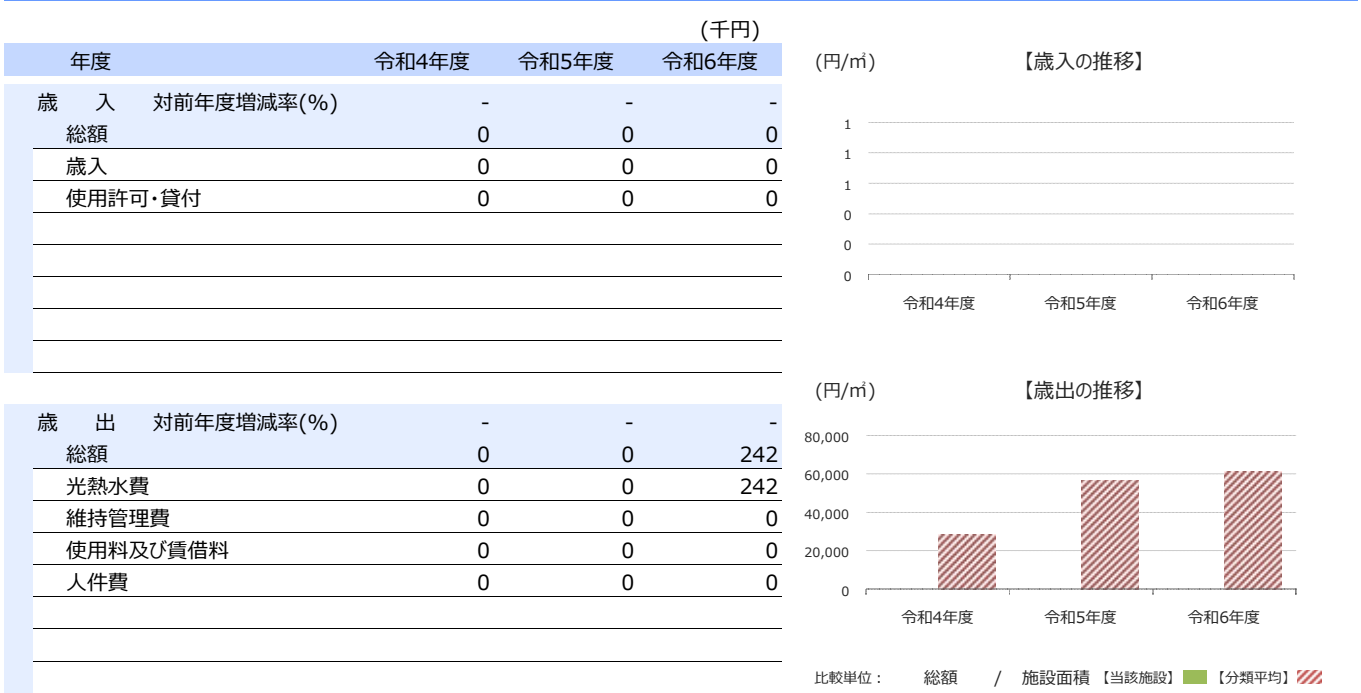 (千円)
年度 令和4年度 令和5年度 令和6年度
歳 入 対前年度増減率(%) - - -
総額 0 0 0
歳入 0 0 0
使用許可・貸付 0 0 0
歳 出 対前年度増減率(%) - - -
総額 0 0 242
光熱水費 0 0 242
維持管理費 0 0 0
使用料及び賃借料 0 0 0
人件費 0 0 0
(円/㎡) 【歳入の推移】
1
1
1
0
0
0
令和4年度 令和5年度 令和6年度
(円/㎡) 【歳出の推移】
80,000
60,000
40,000
20,000
0
令和4年度 令和5年度 令和6年度
比較単位: 総額 / 施設面積 【当該施設】 【分類平均】